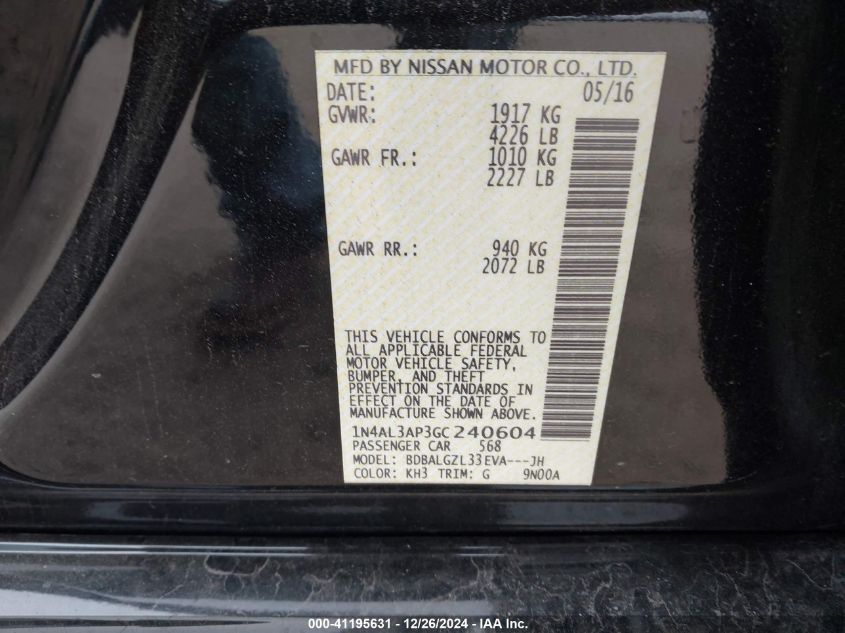 MFD BY NISSAN MOTOR CO., LTD.
DATE: 05/16
GVWR: 1917 KG
4226 LB
GAWR FR.: 1010 KG
2227 LB
GAWR RR.: 940 KG
2072 LB
THIS VEHICLE CONFORMS TO
ALL APPLICABLE FEDERAL
MOTOR VEHICLE SAFETY,
BUMPER, AND THEFT
PREVENTION STANDARDS IN
EFFECT ON THE DATE OF
MANUFACTURE SHOWN ABOVE.
1N4AL3AP3GC240604
PASSENGER CAR 568
MODEL: BDBALGZL33EVA---JH
COLOR: KH3 TRIM: G 9N00A
000-41195631 - 12/26/2024 - IAA Inc.